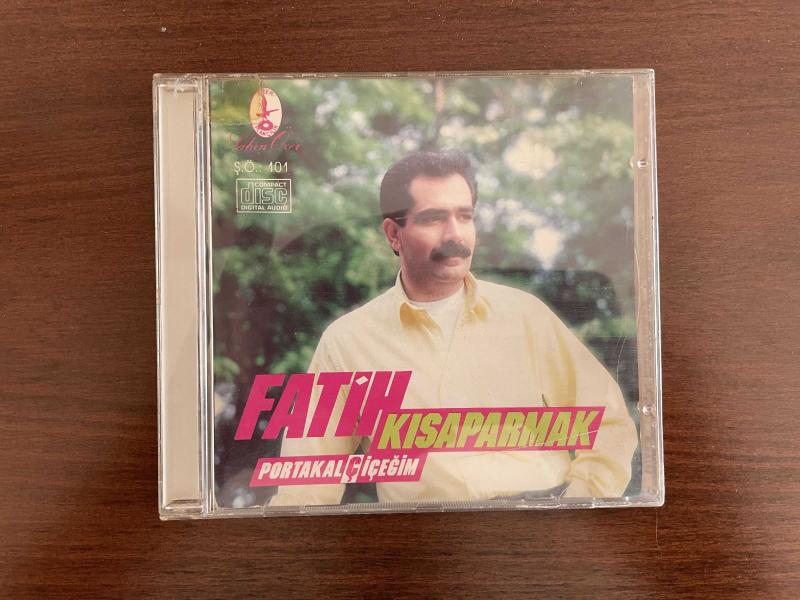 Şahin Özer
Ş.Ö.: 101
COMPACT
disc
DIGITAL AUDIO
FATİH
KISAPARMAK
PORTAKAL ÇİÇEĞİM